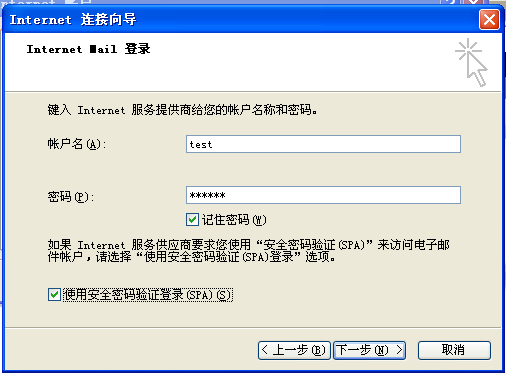 Internet 连接向导
Internet Mail 登录
键入 Internet 服务提供商给您的帐户名称和密码。
帐户名(A):
test
密码(P):
******
记住密码(W)
如果 Internet 服务供应商要求您使用“安全密码验证(SPA)”来访问电子邮
件帐户，请选择“使用安全密码验证(SPA)登录”选项。
使用安全密码验证登录(SPA)(S)
< 上一步(B) 下一步(N) > 取消